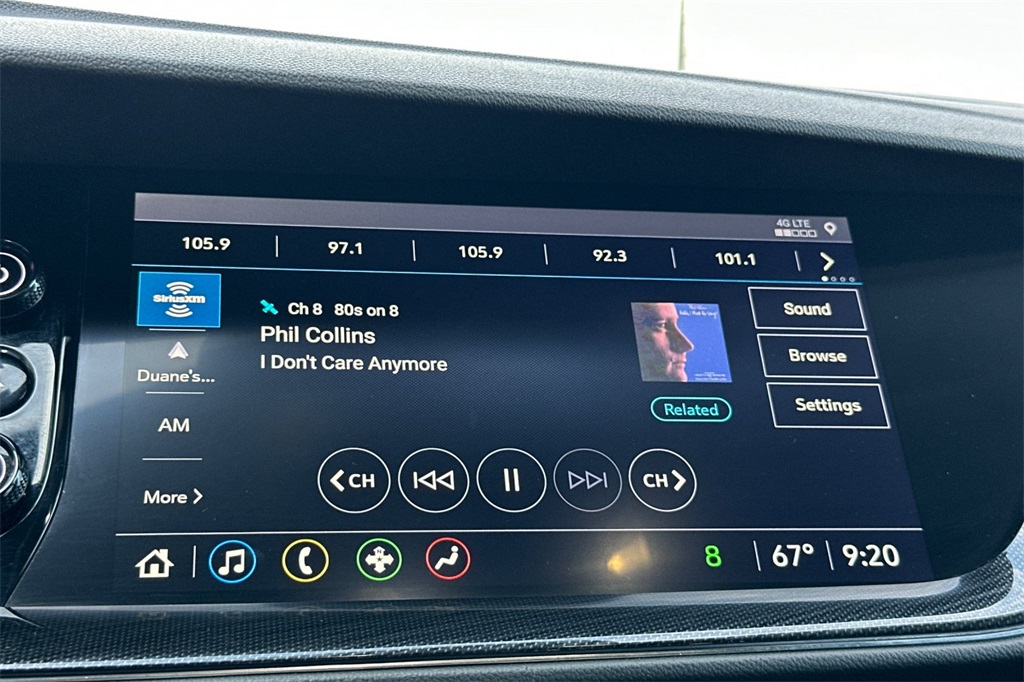 4G LTE
105.9 97.1 105.9 92.3 101.1
SiriusXM
Ch 8 80s on 8
Phil Collins
I Don't Care Anymore
Related
Sound
Browse
Settings
Duane's...
AM
More
CH CH
8 67° 9:20